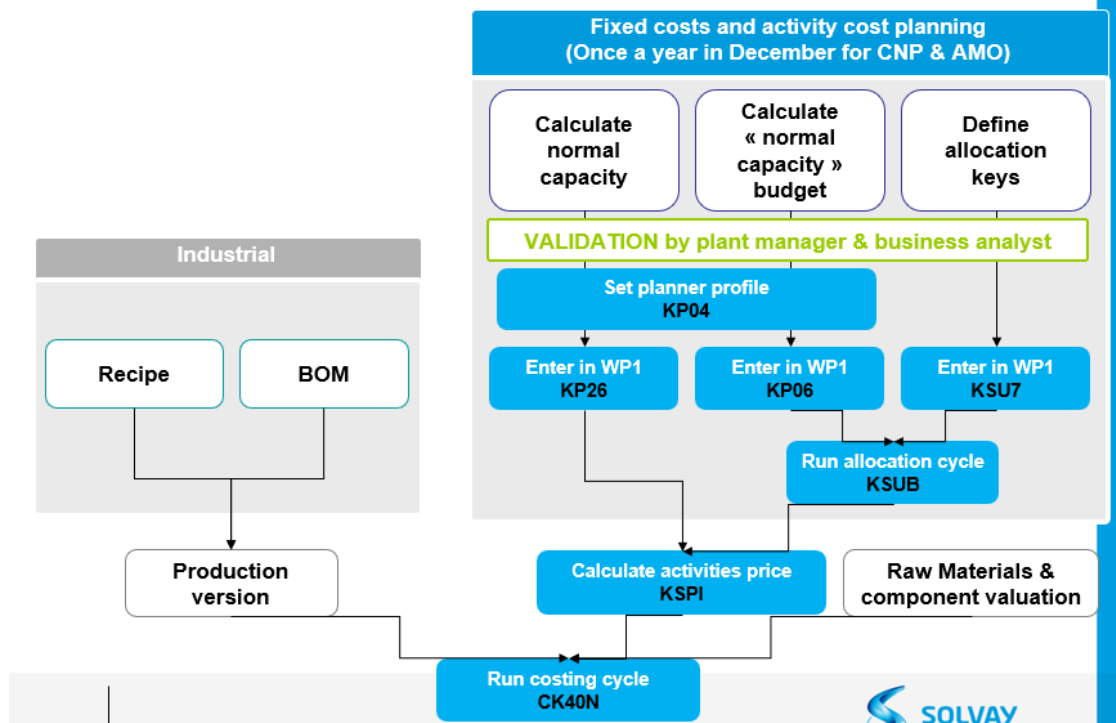 Fixed costs and activity cost planning
(Once a year in December for CNP & AMO)
Calculate
normal
capacity
Calculate
« normal
capacity »
budget
Define
allocation
keys
VALIDATION by plant manager & business analyst
Industrial
Set planner profile
KP04
Recipe
BOM
Enter in WP1
KP26
Enter in WP1
KP06
Enter in WP1
KSU7
Run allocation cycle
KSUB
Production
version
Calculate activities price
KSPI
Raw Materials &
component valuation
Run costing cycle
CK40N
SOLVAY